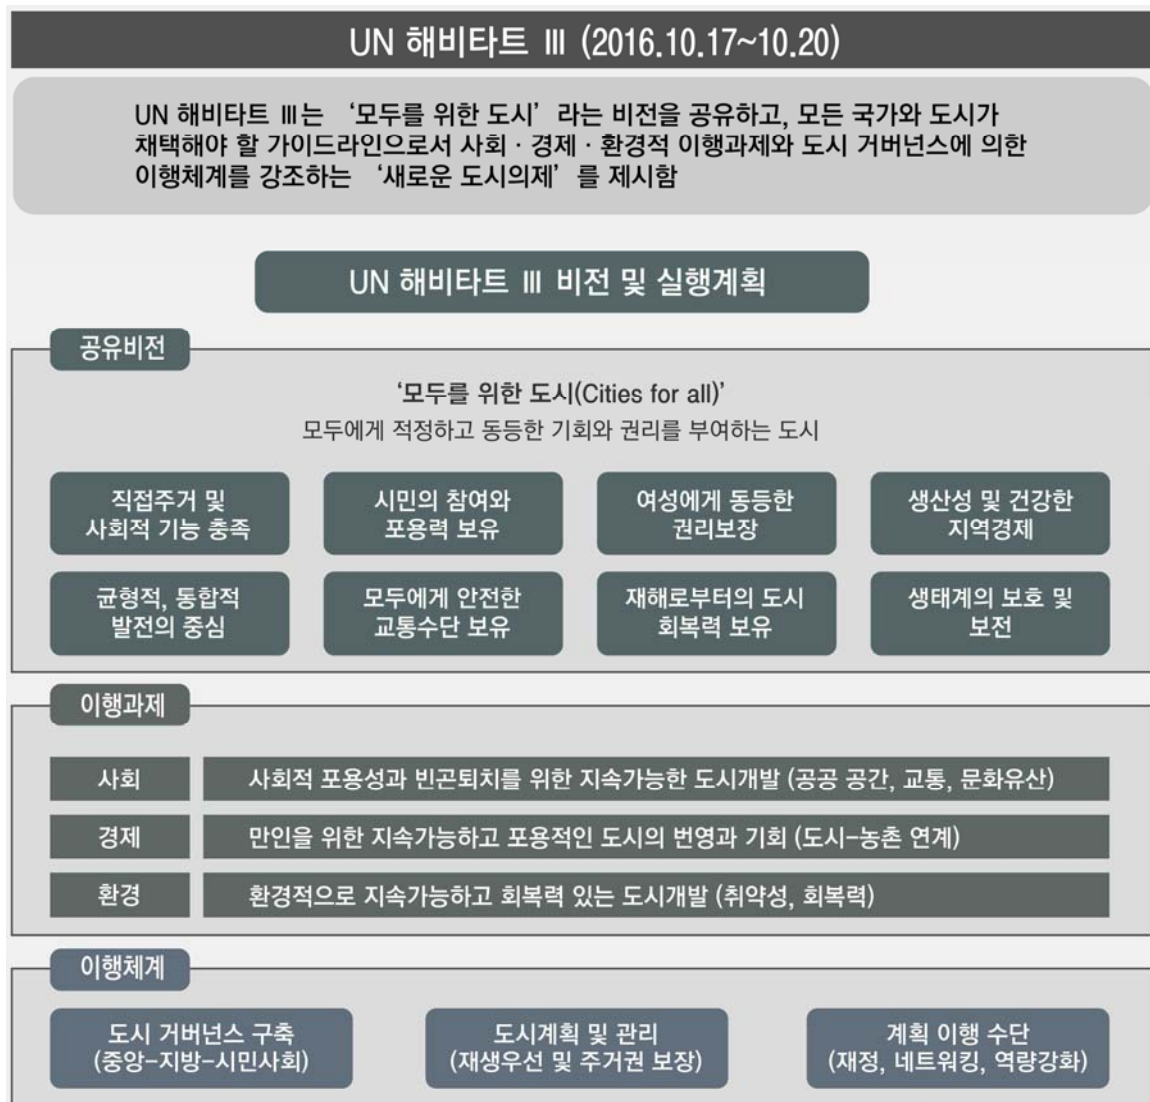 UN 해비타트 Ⅲ (2016.10.17~10.20)
UN 해비타트 Ⅲ는 ‘모두를 위한 도시’ 라는 비전을 공유하고, 모든 국가와 도시가
채택해야 할 가이드라인으로서 사회 · 경제 · 환경적 이행과제와 도시 거버넌스에 의한
이행체계를 강조하는 ‘새로운 도시의제’ 를 제시함
UN 해비타트 Ⅲ 비전 및 실행계획
공유비전
‘모두를 위한 도시(Cities for all)’
모두에게 적정하고 동등한 기회와 권리를 부여하는 도시
직접주거 및
사회적 기능 충족
시민의 참여와
포용력 보유
여성에게 동등한
권리보장
생산성 및 건강한
지역경제
균형적, 통합적
발전의 중심
모두에게 안전한
교통수단 보유
재해로부터의 도시
회복력 보유
생태계의 보호 및
보전
이행과제
사회
사회적 포용성과 빈곤퇴치를 위한 지속가능한 도시개발 (공공 공간, 교통, 문화유산)
경제
만인을 위한 지속가능하고 포용적인 도시의 번영과 기회 (도시-농촌 연계)
환경
환경적으로 지속가능하고 회복력 있는 도시개발 (취약성, 회복력)
이행체계
도시 거버넌스 구축
(중앙-지방-시민사회)
도시계획 및 관리
(재생우선 및 주거권 보장)
계획 이행 수단
(재정, 네트워킹, 역량강화)